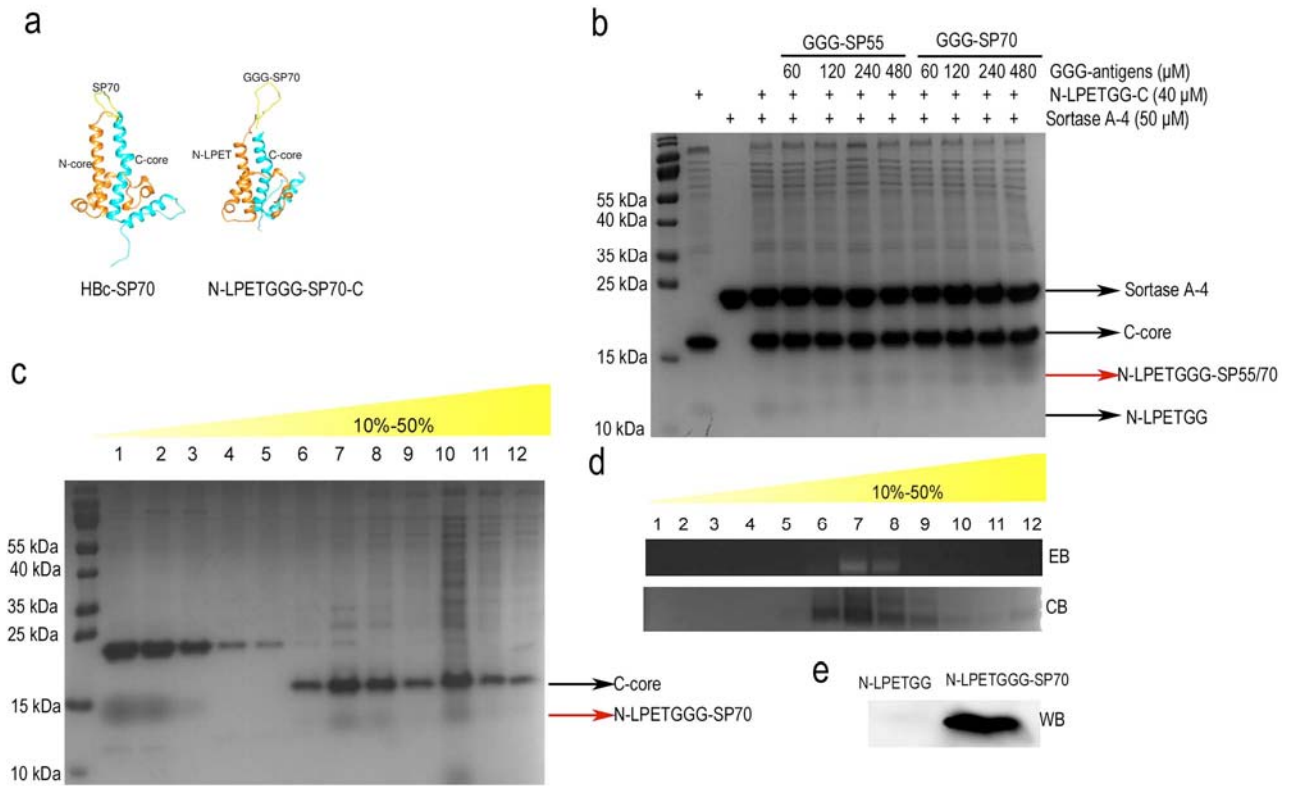 a
SP70
N-core
C-core
HBc-SP70
GGG-SP70
N-LPET
C-core
N-LPETGGG-SP70-C
b
GGG-SP55 GGG-SP70
60 120 240 480 60 120 240 480 GGG-antigens (µM)
+ + + + + + + + + + N-LPETGG-C (40 µM)
+ + + + + + + + + + Sortase A-4 (50 µM)
55 kDa
40 kDa
35 kDa
25 kDa
15 kDa
10 kDa
Sortase A-4
C-core
N-LPETGGG-SP55/70
N-LPETGG
c
10%-50%
1 2 3 4 5 6 7 8 9 10 11 12
55 kDa
40 kDa
35 kDa
25 kDa
15 kDa
10 kDa
C-core
N-LPETGGG-SP70
d
10%-50%
1 2 3 4 5 6 7 8 9 10 11 12
EB
CB
e
N-LPETGG N-LPETGGG-SP70
WB